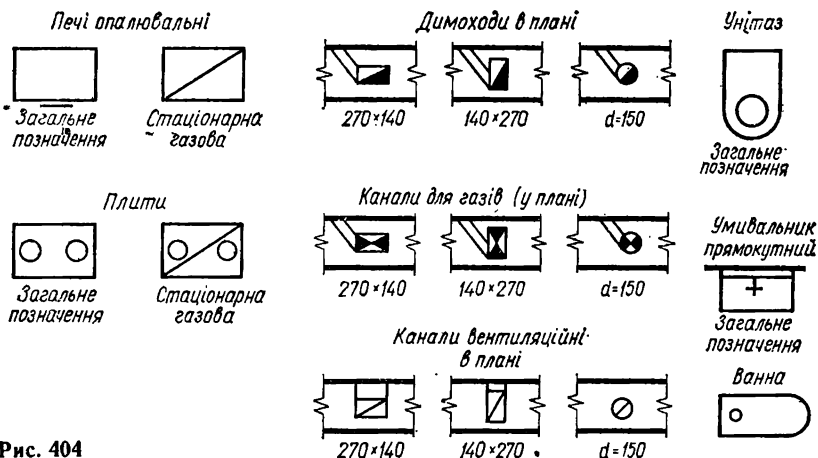 Печі опалювальні
Загальне
позначення
Стаціонарна
газова
Димоходи в плані
270×140
140×270
d=150
Унітаз
Загальне
позначення
Плити
Загальне
позначення
Стаціонарна
газова
Канали для газів (у плані)
270×140
140×270
d=150
Умивальник
прямокутний
Загальне
позначення
Канали вентиляційні
в плані
270×140
140×270
d=150
Ванна
Рис. 404